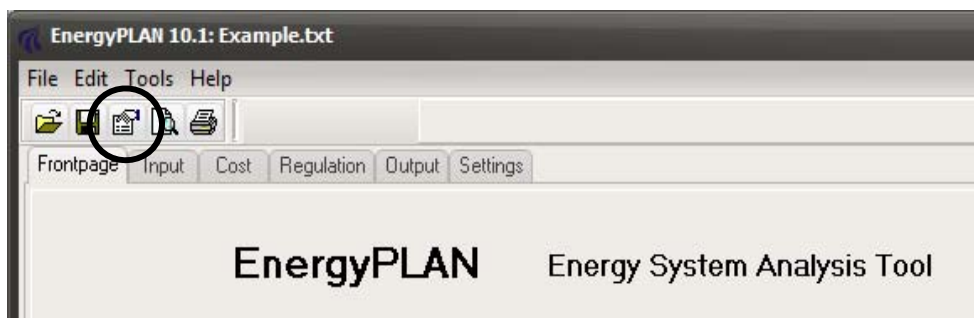 EnergyPLAN 10.1: Example.txt
File Edit Tools Help
Frontpage Input Cost Regulation Output Settings
EnergyPLAN Energy System Analysis Tool